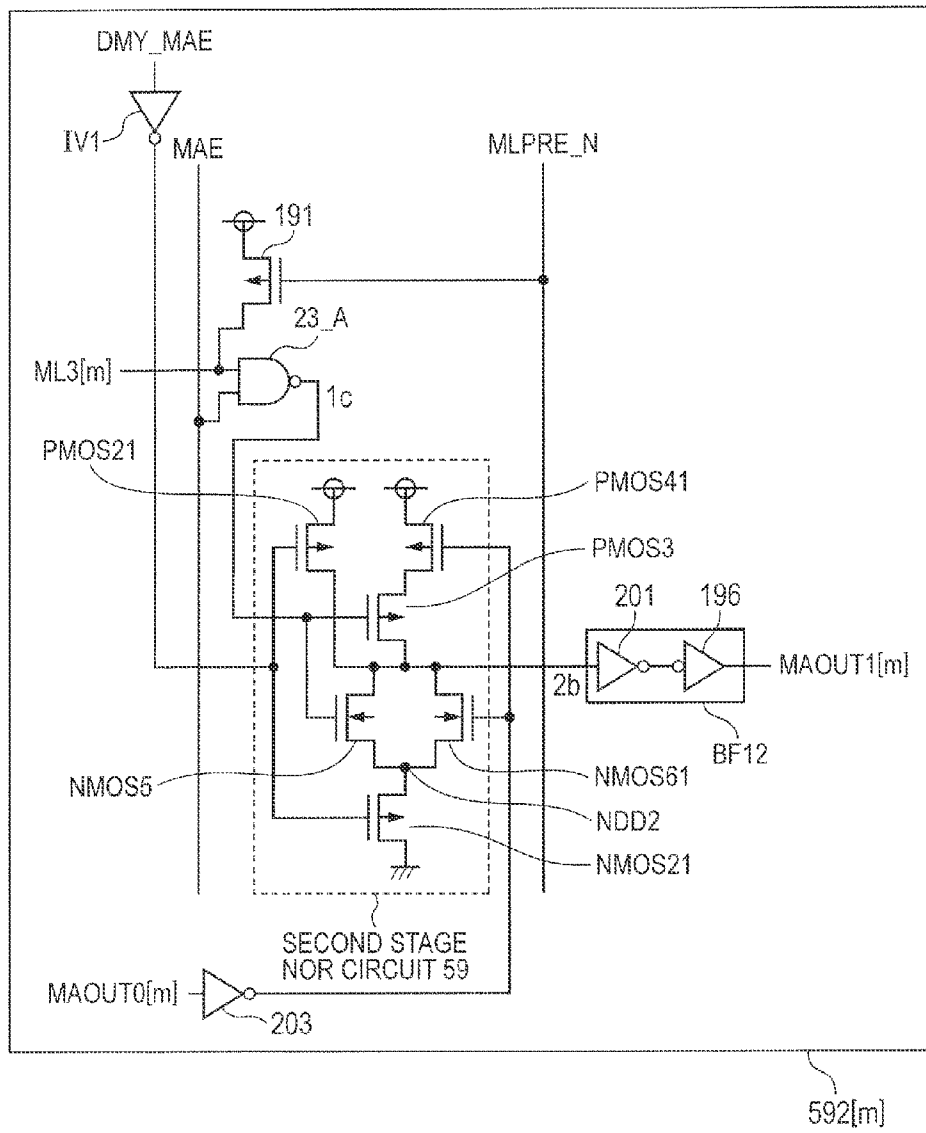 DMY_MAE
IV1
MAE
MLPRE_N
191
23_A
ML3[m]
1c
PMOS21
PMOS41
PMOS3
201
196
MAOUT1[m]
2b
BF12
NMOS5
NMOS61
NDD2
NMOS21
SECOND STAGE
NOR CIRCUIT 59
MAOUT0[m]
203
592[m]